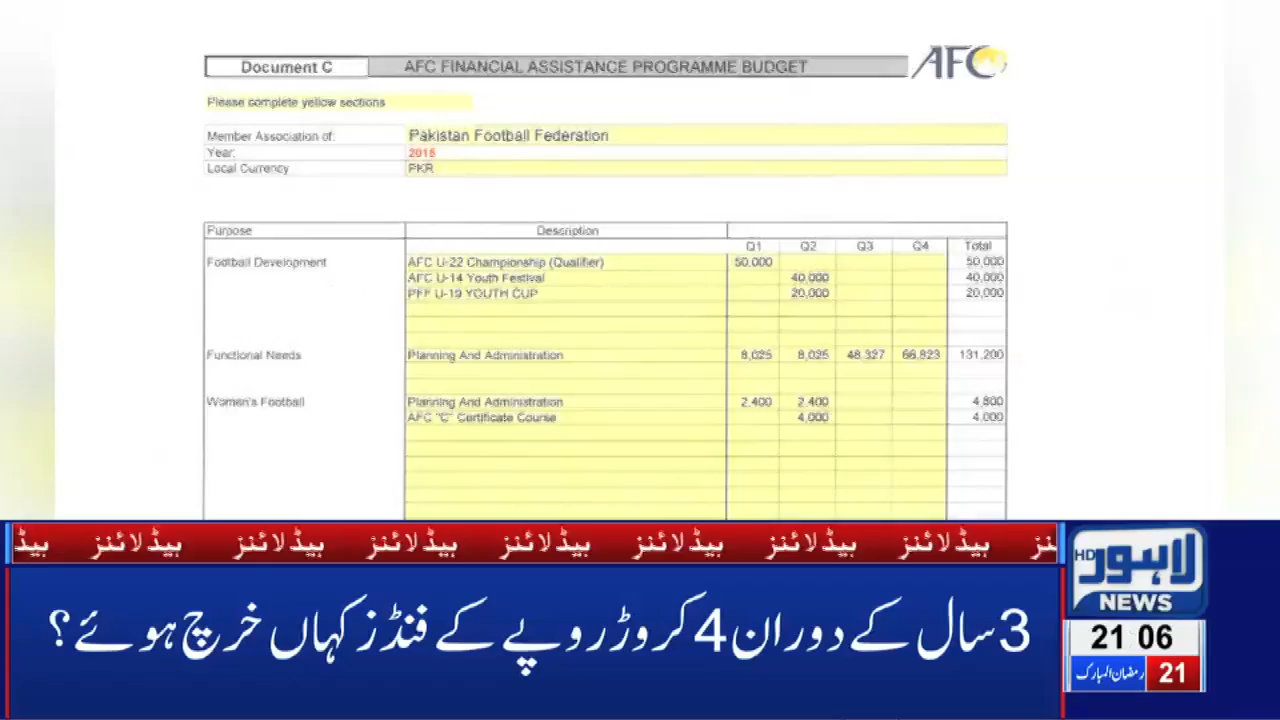 Document C AFC FINANCIAL ASSISTANCE PROGRAMME BUDGET AFC
Please complete yellow sections
Member Association of: Pakistan Football Federation
Year: 2015
Local Currency PKR
Purpose Description
Q1 Q2 Q3 Q4 Total
Football Development AFC U-22 Championship (Qualifier) 50,000 50,000
AFC U-14 Youth Festival 40,000 40,000
PFF U-19 YOUTH CUP 20,000 20,000
Functional Needs Planning And Administration 8,025 8,025 48,327 66,823 131,200
Women's Football Planning And Administration 2,400 2,400 4,800
AFC "C" Certificate Course 4,000 4,000
ہیڈلائنز ہیڈلائنز ہیڈلائنز ہیڈلائنز ہیڈلائنز ہیڈلائنز ہیڈلائنز
3 سال کے دوران 4 کروڑ روپے کے فنڈز کہاں خرچ ہوئے؟
لاہور HD
NEWS
21 06
21 رمضان المبارک